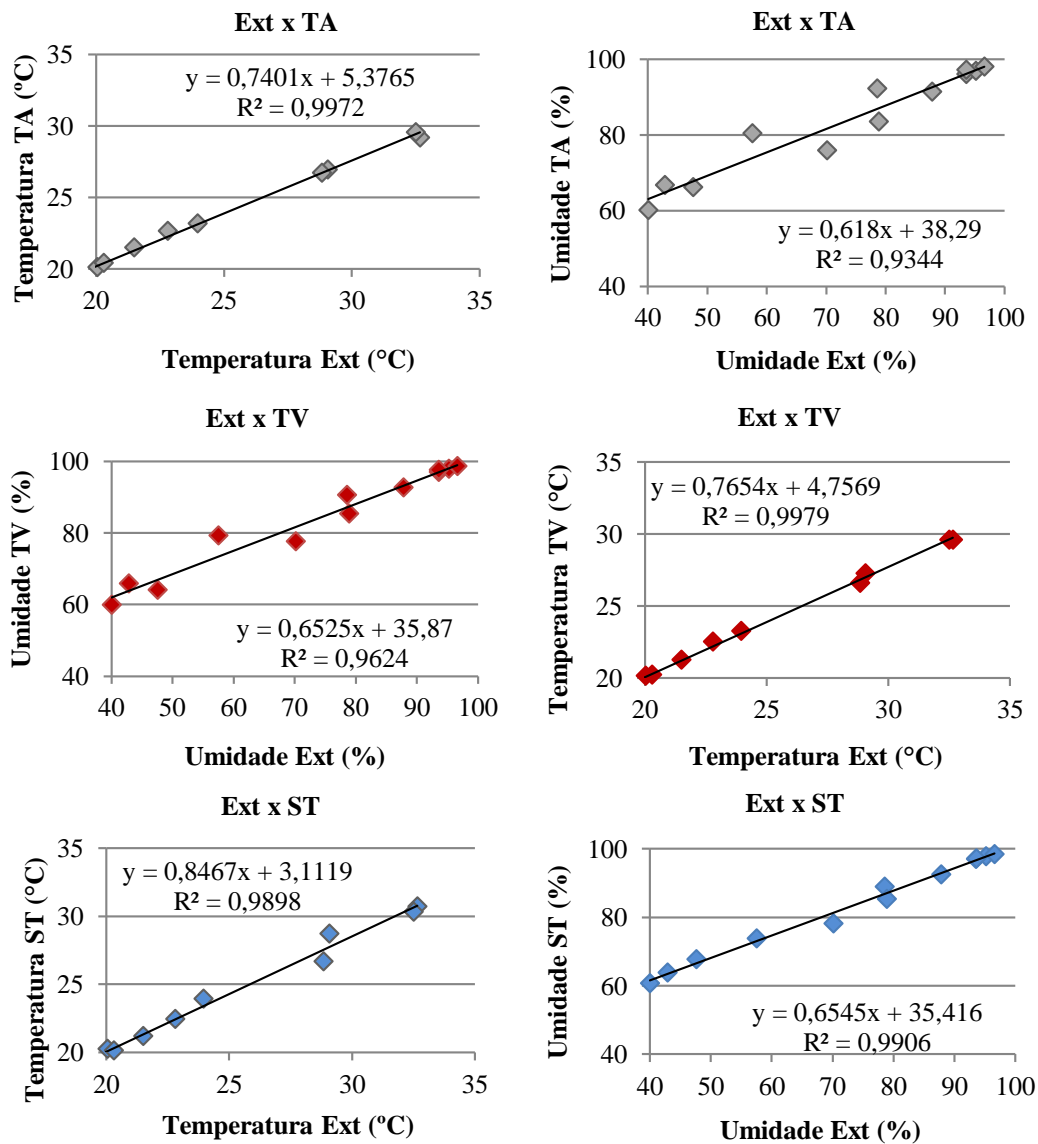 Ext x TA
Temperatura TA (ºC)
35
30
25
20
y = 0,7401x + 5,3765
R² = 0,9972
20 25 30 35
Temperatura Ext (°C)
Ext x TA
Umidade TA (%)
100
80
60
40
y = 0,618x + 38,29
R² = 0,9344
40 50 60 70 80 90 100
Umidade Ext (%)
Ext x TV
Umidade TV (%)
100
80
60
40
y = 0,6525x + 35,87
R² = 0,9624
40 50 60 70 80 90 100
Umidade Ext (%)
Ext x TV
Temperatura TV (°C)
35
30
25
20
y = 0,7654x + 4,7569
R² = 0,9979
20 25 30 35
Temperatura Ext (°C)
Ext x ST
Temperatura ST (°C)
35
30
25
20
y = 0,8467x + 3,1119
R² = 0,9898
20 25 30 35
Temperatura Ext (ºC)
Ext x ST
Umidade ST (%)
100
80
60
40
y = 0,6545x + 35,416
R² = 0,9906
40 50 60 70 80 90 100
Umidade Ext (%)